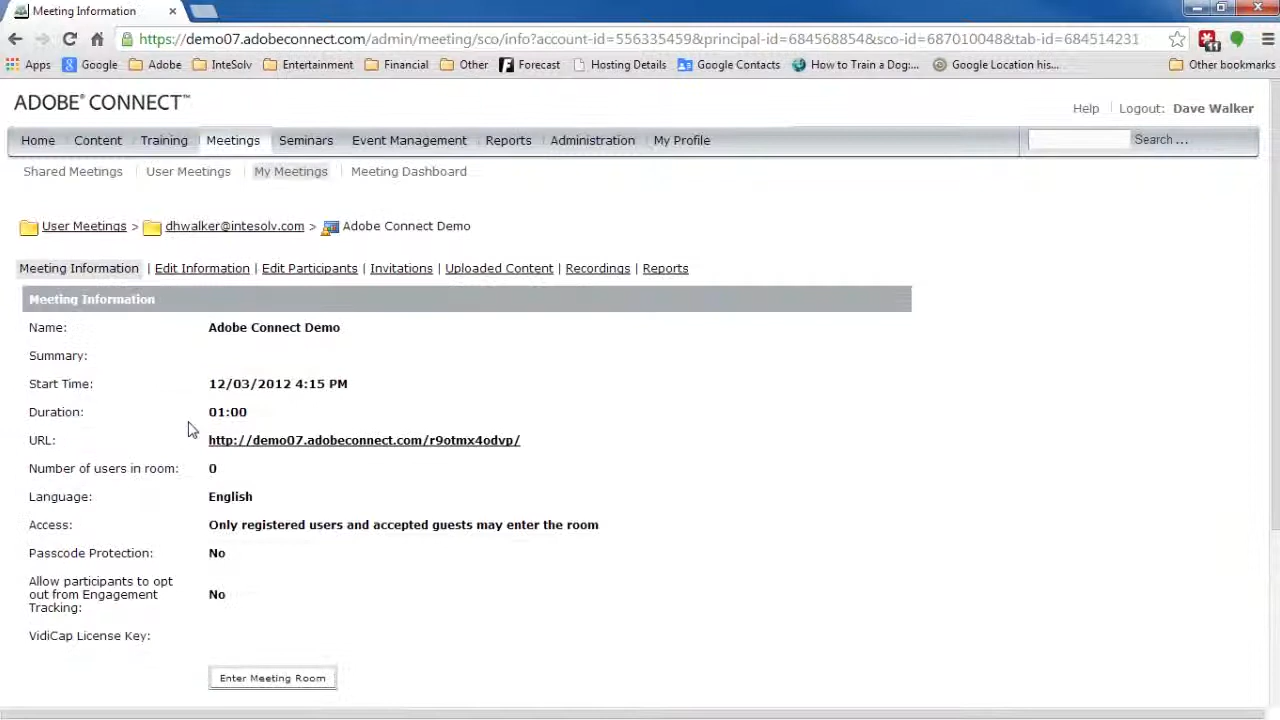 Meeting Information
https://demo07.adobeconnect.com/admin/meeting/sco/info?account-id=556335459&principal-id=684568854&sco-id=687010048&tab-id=684514231
11
Apps Google Adobe InteSolv Entertainment Financial Other Forecast Hosting Details Google Contacts How to Train a Dog:... Google Location his... Other bookmarks
ADOBE® CONNECT™
Help Logout: Dave Walker
Home Content Training Meetings Seminars Event Management Reports Administration My Profile Search ...
Shared Meetings User Meetings My Meetings Meeting Dashboard
User Meetings > dhwalker@intesolv.com > Adobe Connect Demo
Meeting Information | Edit Information | Edit Participants | Invitations | Uploaded Content | Recordings | Reports
Meeting Information
Name: Adobe Connect Demo
Summary:
Start Time: 12/03/2012 4:15 PM
Duration: 01:00
URL: http://demo07.adobeconnect.com/r9otmx4odvp/
Number of users in room: 0
Language: English
Access: Only registered users and accepted guests may enter the room
Passcode Protection: No
Allow participants to opt
out from Engagement No
Tracking:
VidiCap License Key:
Enter Meeting Room